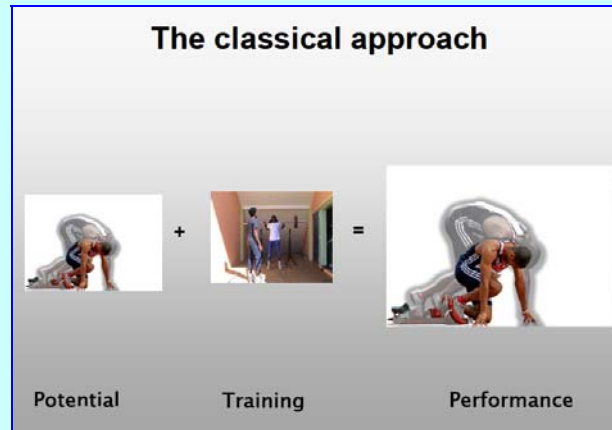 The classical approach
+ =
Potential Training Performance